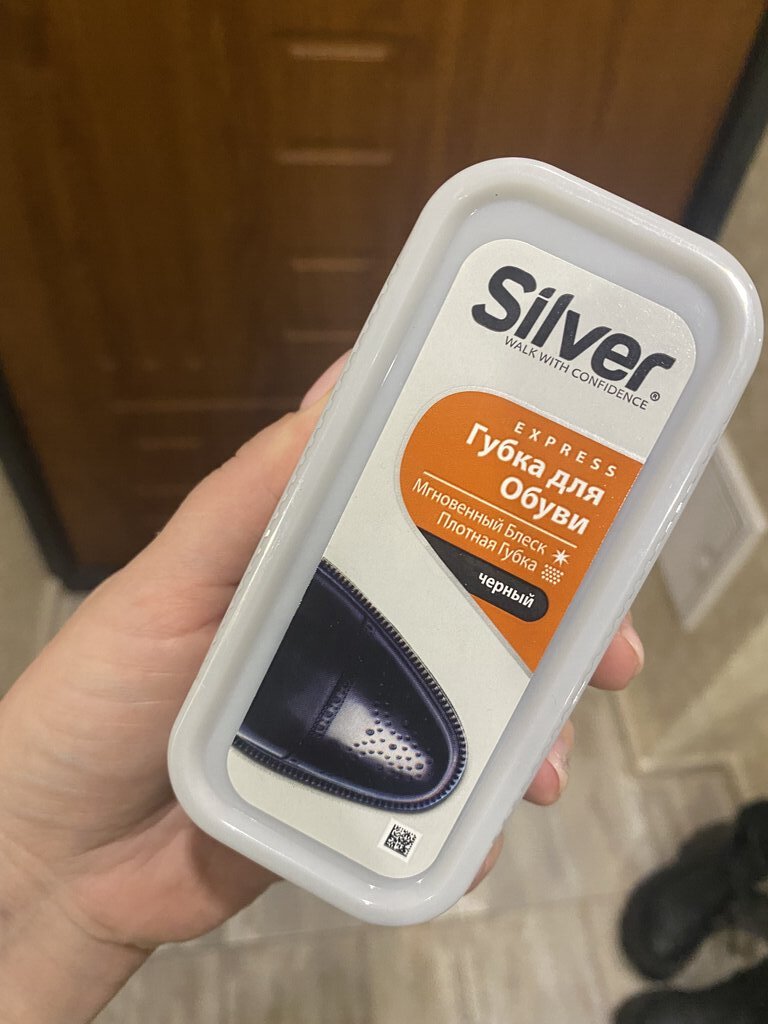 Silver®
WALK WITH CONFIDENCE
EXPRESS
Губка для
Обуви
Мгновенный Блеск
Плотная Губка
черный